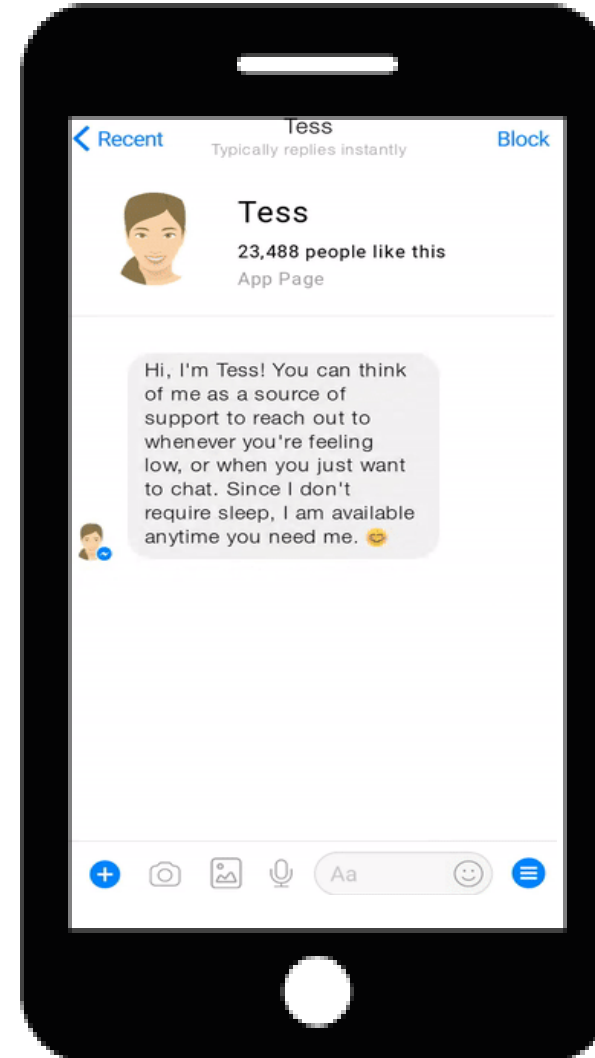 Tess
Recent
Typically replies instantly
Block
Tess
23,488 people like this
App Page
Hi, I'm Tess! You can think
of me as a source of
support to reach out to
whenever you're feeling
low, or when you just want
to chat. Since I don't
require sleep, I am available
anytime you need me. 😊
Aa